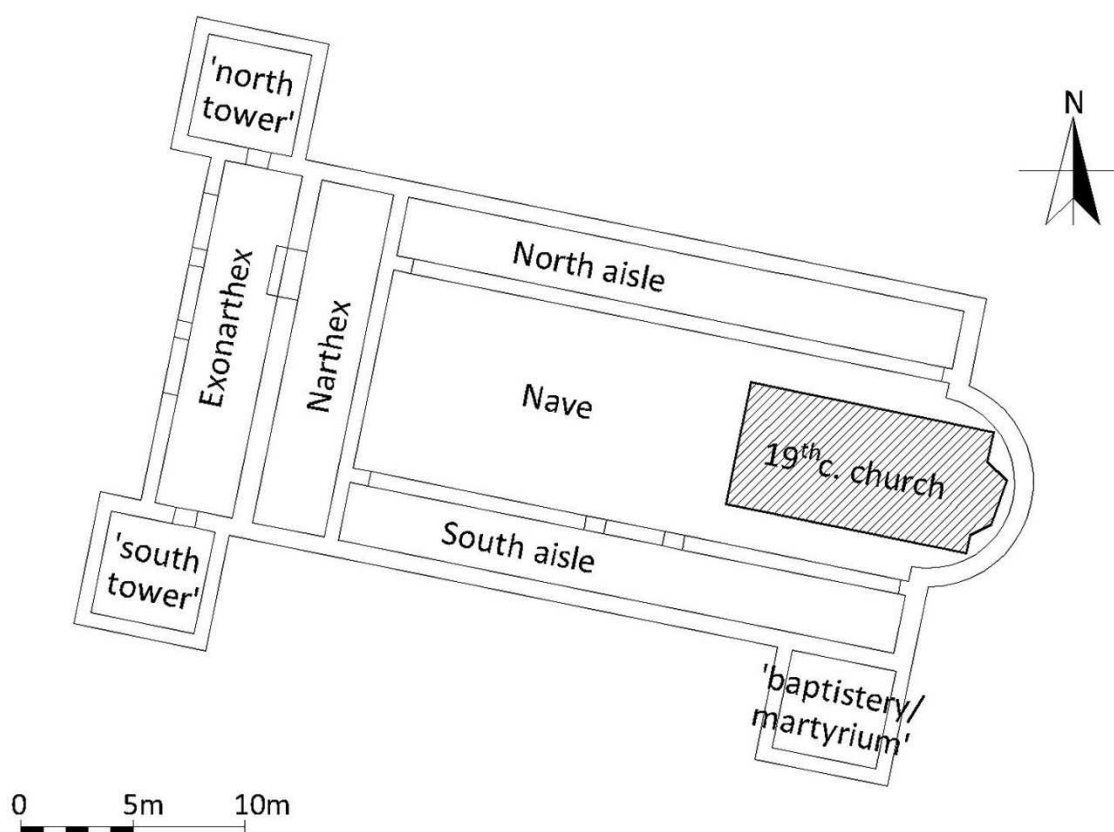 'north
tower'
N
North aisle
Exonarthex
Narthex
Nave
19th c. church
South aisle
'south
tower'
'baptistery/
martyrium'
0 5m 10m